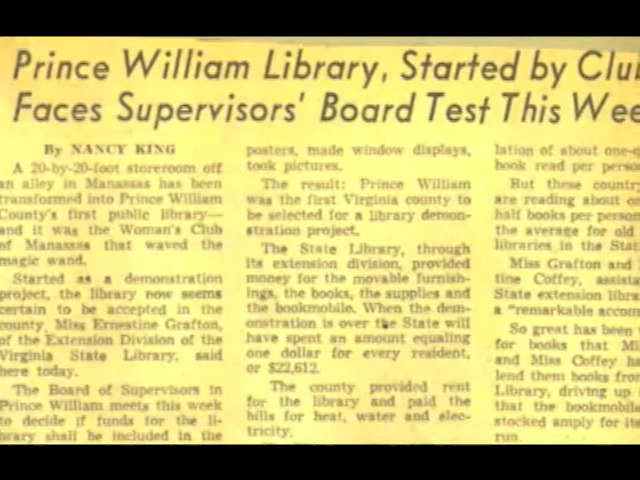 Prince William Library, Started by Club
Faces Supervisors' Board Test This Wee
By NANCY KING
A 20-by-20-foot storeroom off
an alley in Manassas has been
transformed into Prince William
County's first public library—
and it was the Woman's Club
of Manassas that waved the
magic wand.
Started as a demonstration
project, the library now seems
certain to be accepted in the
county, Miss Ernestine Grafton,
of the Extension Division of the
Virginia State Library, said
here today.
The Board of Supervisors in
Prince William meets this week
to decide if funds for the li-
brary shall be included in the
posters, made window displays,
took pictures.
The result: Prince William
was the first Virginia county to
be selected for a library demon-
stration project.
The State Library, through
its extension division, provided
money for the movable furnish-
ings, the books, the supplies and
the bookmobile. When the dem-
onstration is over the State will
have spent an amount equaling
one dollar for every resident,
or $22,612.
The county provided rent
for the library and paid the
bills for heat, water and elec-
tricity.
lation of about one-
book read per perso
But these countr
are reading about o
half books per person
the average for old
libraries in the Stat
Miss Grafton and
tine Coffey, assista
State extension libra
a "remarkable accom
So great has been
for books that Mi
and Miss Coffey ha
lend them books fro
Library, driving up
that the bookmobile
stocked amply for its
run.